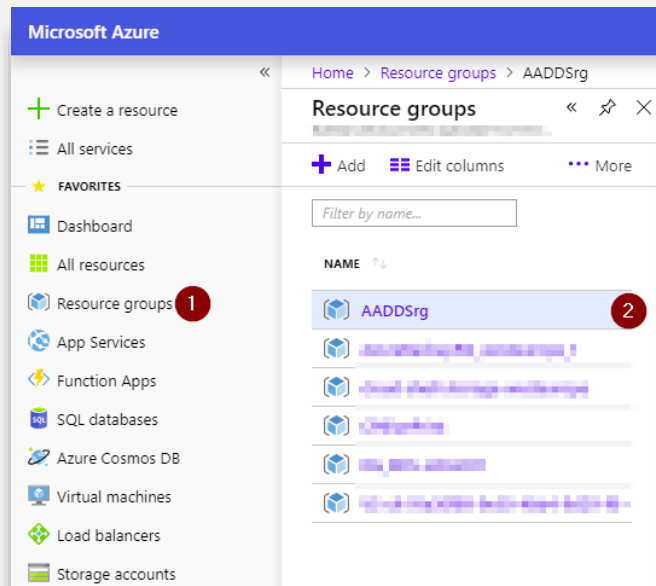 Microsoft Azure
«
Create a resource
All services
FAVORITES
Dashboard
All resources
Resource groups 1
App Services
Function Apps
SQL databases
Azure Cosmos DB
Virtual machines
Load balancers
Storage accounts
Home > Resource groups > AADDSrg
Resource groups «
Add Edit columns ••• More
Filter by name...
NAME ↑↓
AADDSrg 2